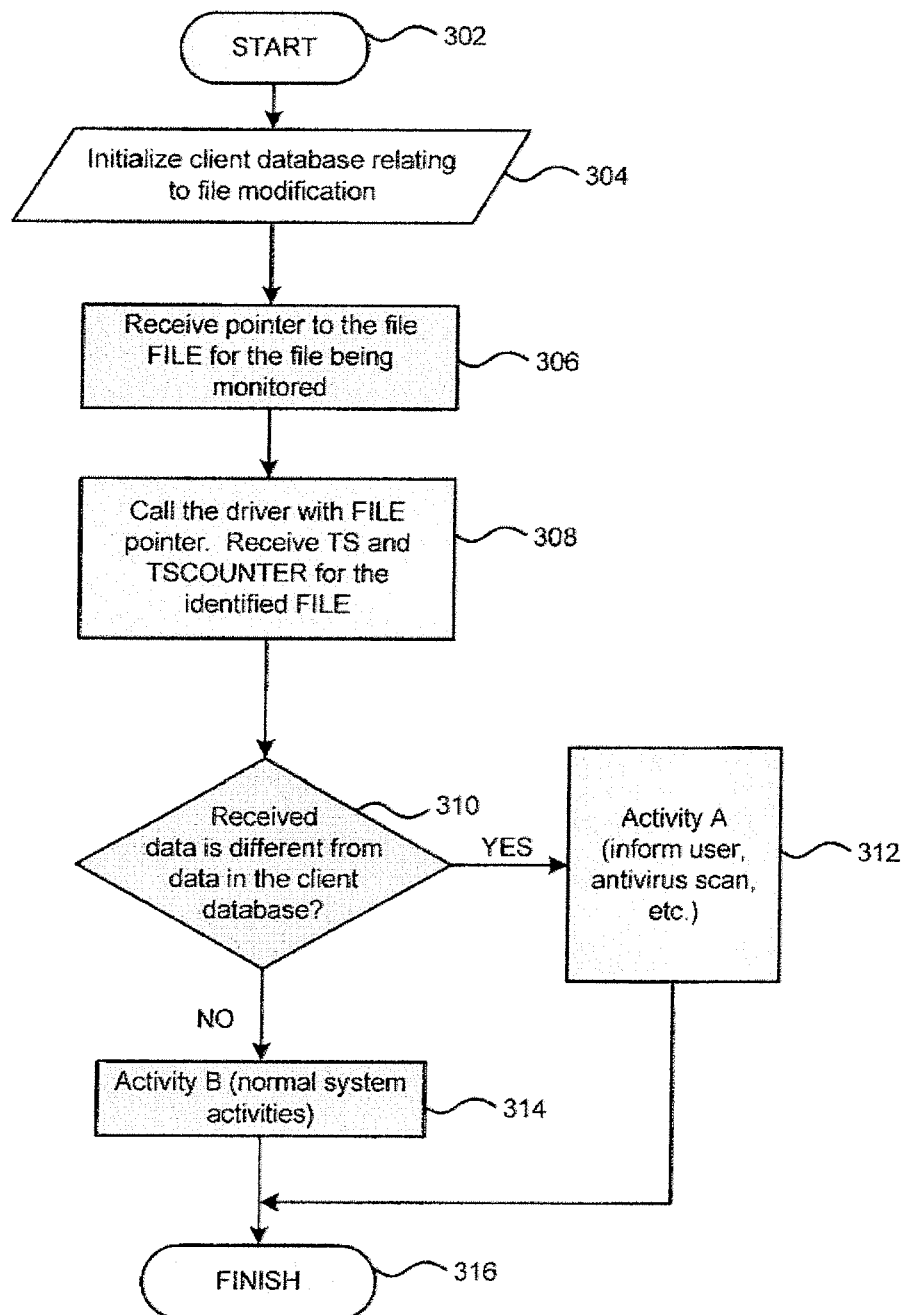 START
302
Initialize client database relating
to file modification
304
Receive pointer to the file
FILE for the file being
monitored
306
Call the driver with FILE
pointer. Receive TS and
TSCOUNTER for the
identified FILE
308
Received
data is different from
data in the client
database?
310
YES
Activity A
(inform user,
antivirus scan,
etc.)
312
NO
Activity B (normal system
activities)
314
FINISH
316